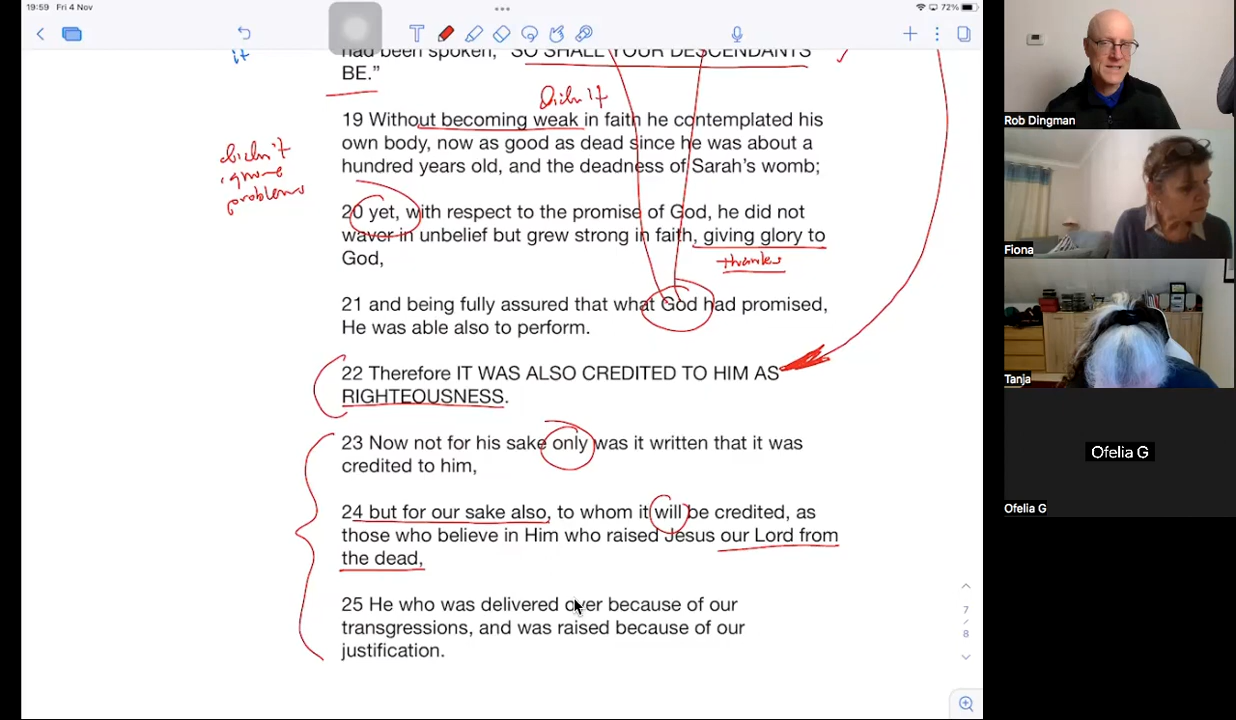 19:59 Fri 4 Nov
72%
it
had been spoken, "SO SHALL YOUR DESCENDANTS
BE."
Didn't
19 Without becoming weak in faith he contemplated his
own body, now as good as dead since he was about a
hundred years old, and the deadness of Sarah's womb;
didn't
ignore
problems
20 yet, with respect to the promise of God, he did not
waver in unbelief but grew strong in faith, giving glory to
God,
thanks
21 and being fully assured that what God had promised,
He was able also to perform.
22 Therefore IT WAS ALSO CREDITED TO HIM AS
RIGHTEOUSNESS.
23 Now not for his sake only was it written that it was
credited to him,
24 but for our sake also, to whom it will be credited, as
those who believe in Him who raised Jesus our Lord from
the dead,
25 He who was delivered over because of our
transgressions, and was raised because of our
justification.
7
/
8
Rob Dingman
Fiona
Tanja
Ofelia G
Ofelia G